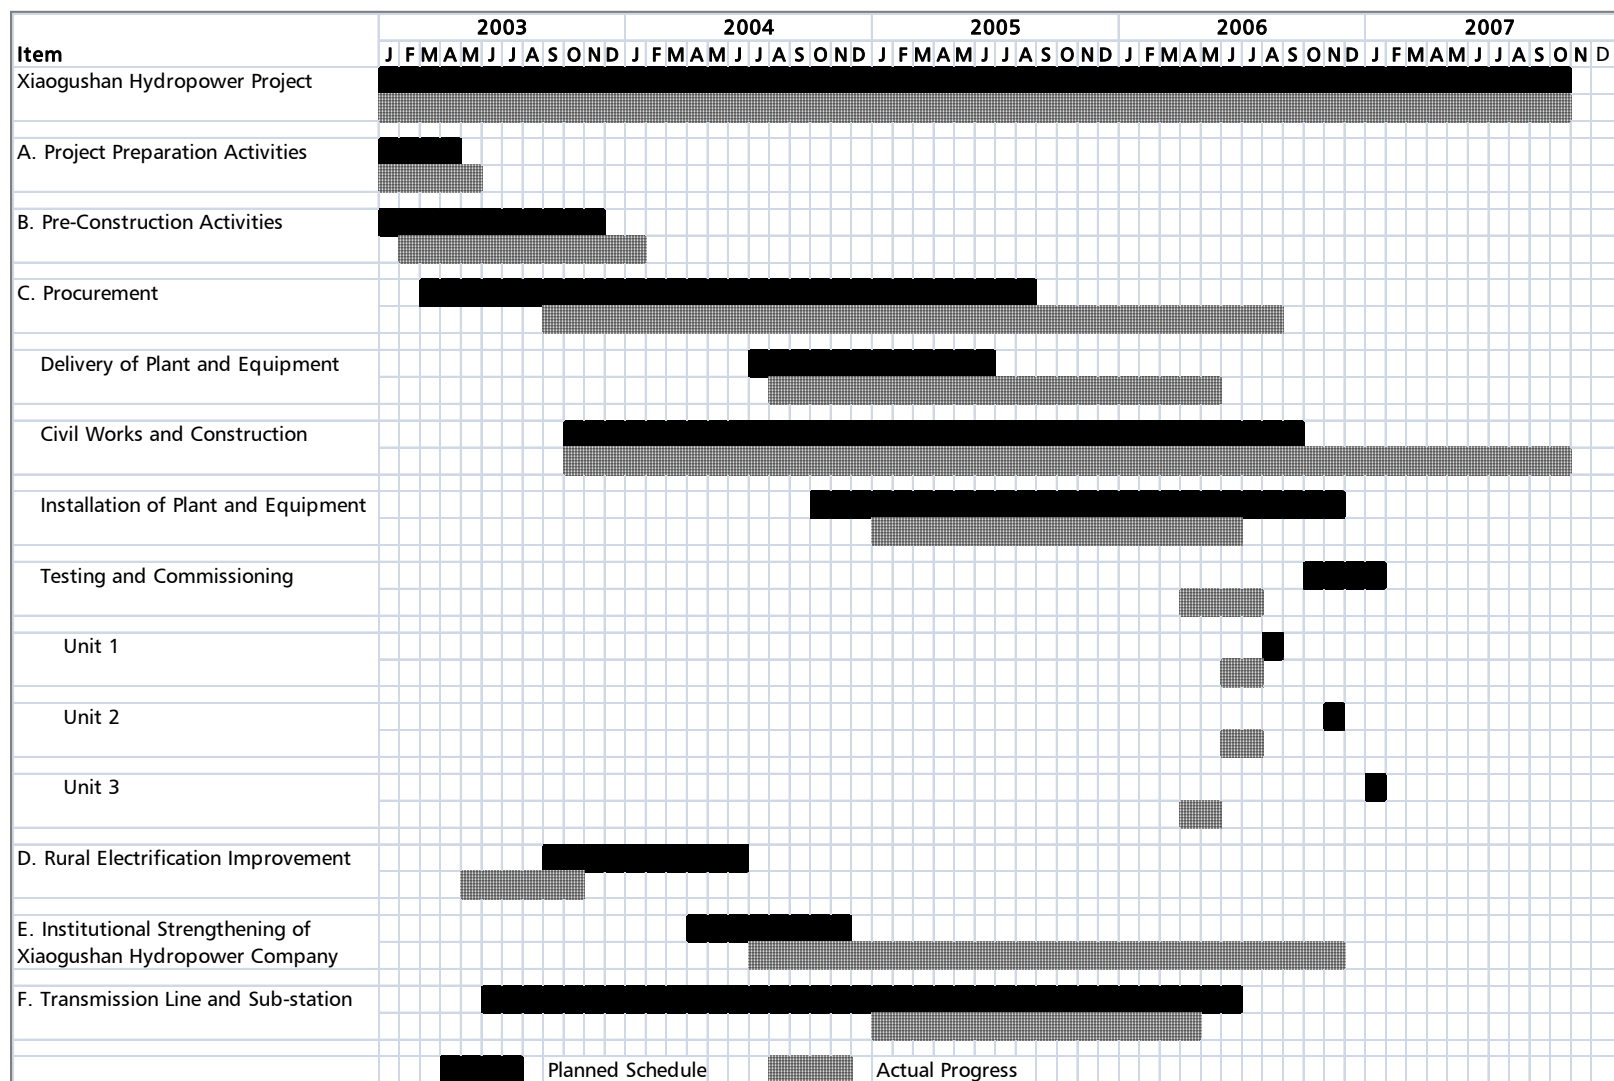 2003 2004 2005 2006 2007
Item J F M A M J J A S O N D J F M A M J J A S O N D J F M A M J J A S O N D J F M A M J J A S O N D J F M A M J J A S O N D
Xiaogushan Hydropower Project
A. Project Preparation Activities
B. Pre-Construction Activities
C. Procurement
Delivery of Plant and Equipment
Civil Works and Construction
Installation of Plant and Equipment
Testing and Commissioning
Unit 1
Unit 2
Unit 3
D. Rural Electrification Improvement
E. Institutional Strengthening of
Xiaogushan Hydropower Company
F. Transmission Line and Sub-station
Planned Schedule Actual Progress